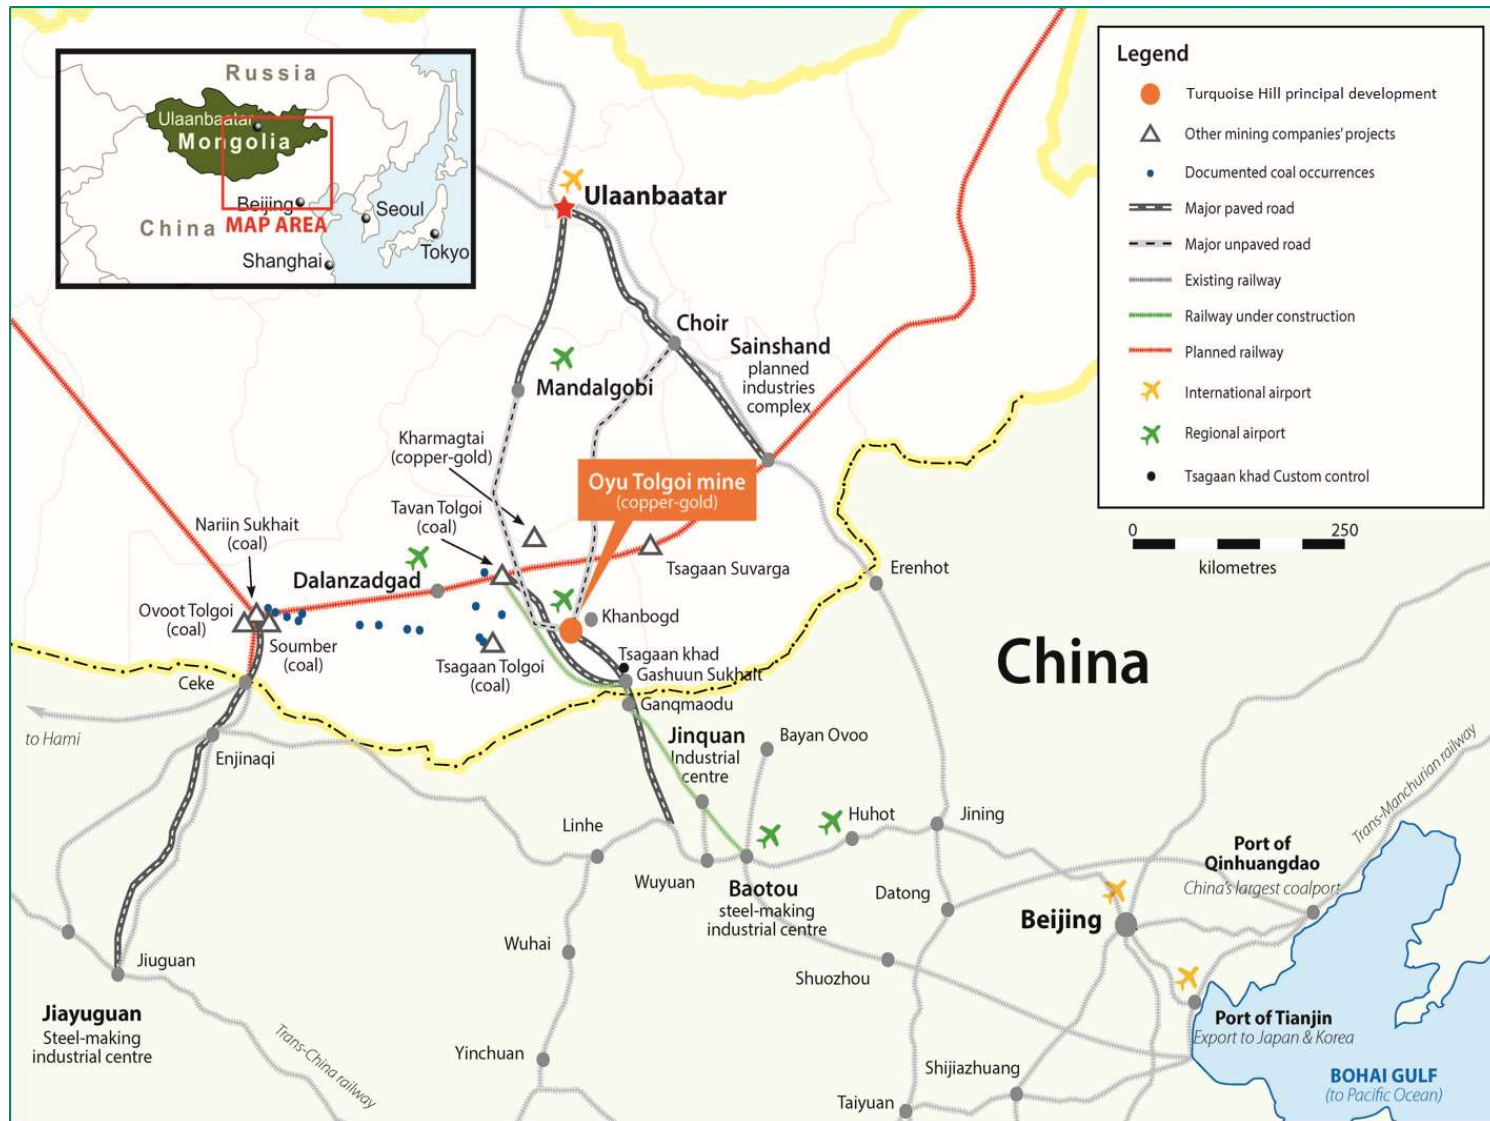 Russia
Ulaanbaatar
Mongolia
Beijing
MAP AREA
China
Seoul
Tokyo
Shanghai
Legend
Turquoise Hill principal development
Other mining companies' projects
Documented coal occurrences
Major paved road
Major unpaved road
Existing railway
Railway under construction
Planned railway
International airport
Regional airport
Tsagaan khad Custom control
0
250
kilometres
Ulaanbaatar
Choir
Sainshand
planned
industries
complex
Mandalgobi
Kharmagtai
(copper-gold)
Oyu Tolgoi mine
(copper-gold)
Tavan Tolgoi
(coal)
Nariin Sukhait
(coal)
Dalanzadgad
Tsagaan Suvarga
Erenhot
Ovoot Tolgoi
(coal)
Soumber
(coal)
Khanbogd
Tsagaan Tolgoi
(coal)
Tsagaan khad
Gashuun Sukhait
Ceke
Ganqmaodu
China
to Hami
Enjinaqi
Jinquan
Industrial
centre
Bayan Ovoo
Linhe
Huhot
Jining
Trans-Manchurian railway
Wuyuan
Baotou
steel-making
industrial centre
Datong
Port of
Qinhuangdao
China's largest coalport
Beijing
Wuhai
Shuozhou
Jiuguan
Jiayuguan
Steel-making
industrial centre
Trans-China railway
Port of Tianjin
Export to Japan & Korea
Yinchuan
Shijiazhuang
Taiyuan
BOHAI GULF
(to Pacific Ocean)